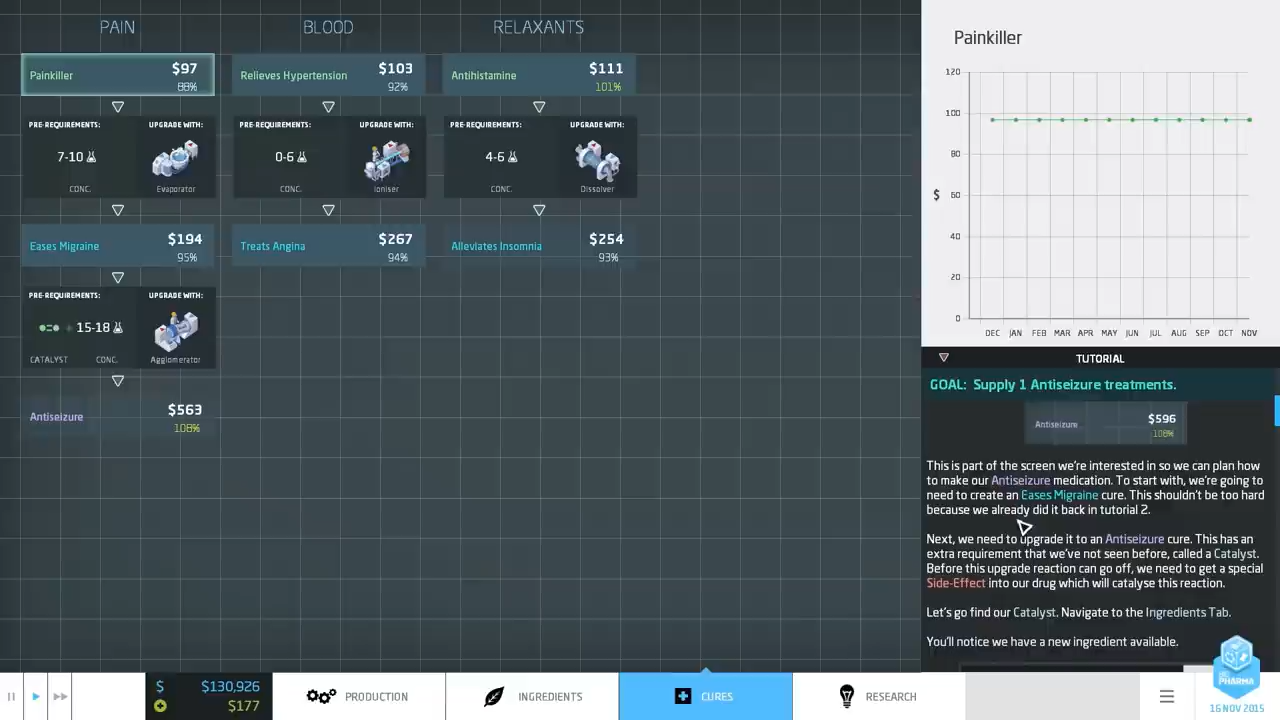 PAIN
BLOOD
RELAXANTS
Painkiller
$97
88%
Relieves Hypertension
$103
92%
Antihistamine
$111
101%
PRE-REQUIREMENTS:
UPGRADE WITH:
7-10
CONC.
Evaporator
PRE-REQUIREMENTS:
UPGRADE WITH:
0-6
CONC.
Ioniser
PRE-REQUIREMENTS:
UPGRADE WITH:
4-6
CONC.
Dissolver
Eases Migraine
$194
95%
Treats Angina
$267
94%
Alleviates Insomnia
$254
93%
PRE-REQUIREMENTS:
UPGRADE WITH:
15-18
CATALYST
CONC.
Agglomerator
Antiseizure
$563
108%
Painkiller
120
100
80
60
40
20
0
$
DEC JAN FEB MAR APR MAY JUN JUL AUG SEP OCT NOV
TUTORIAL
GOAL: Supply 1 Antiseizure treatments.
Antiseizure
$596
108%
This is part of the screen we're interested in so we can plan how
to make our Antiseizure medication. To start with, we're going to
need to create an Eases Migraine cure. This shouldn't be too hard
because we already did it back in tutorial 2.
Next, we need to upgrade it to an Antiseizure cure. This has an
extra requirement that we've not seen before, called a Catalyst.
Before this upgrade reaction can go off, we need to get a special
Side-Effect into our drug which will catalyse this reaction.
Let's go find our Catalyst. Navigate to the Ingredients Tab.
You'll notice we have a new ingredient available.
$ $130,926
$177
PRODUCTION
INGREDIENTS
CURES
RESEARCH
BIG
PHARMA
16 NOV 2015